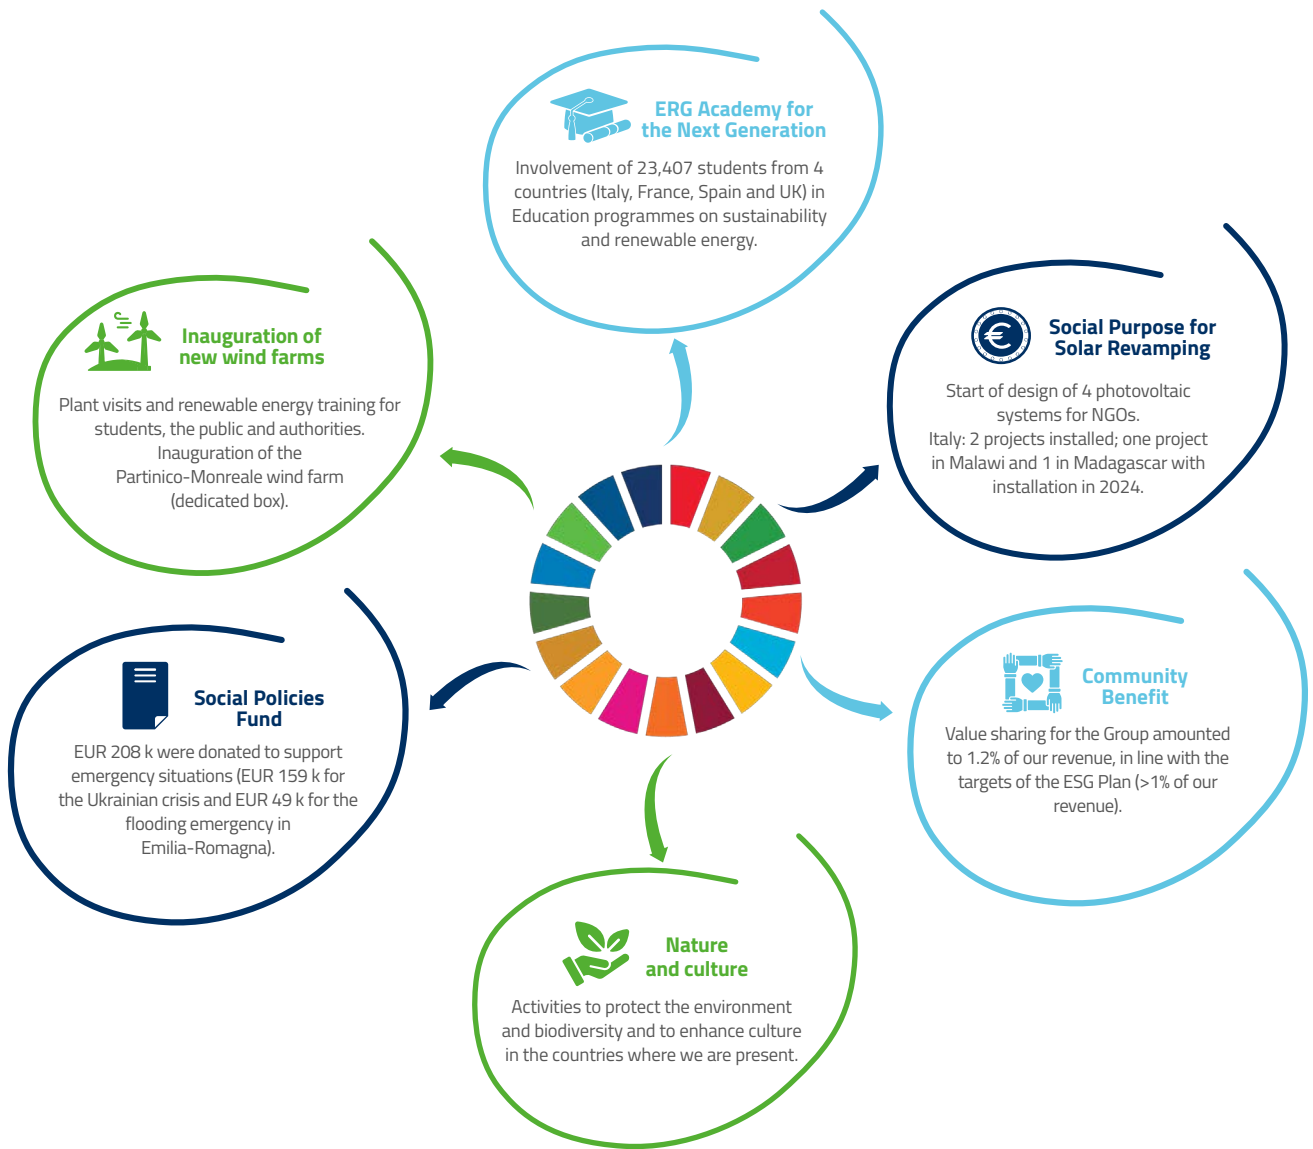 ERG Academy for
the Next Generation
Involvement of 23,407 students from 4
countries (Italy, France, Spain and UK) in
Education programmes on sustainability
and renewable energy.
Inauguration of
new wind farms
Plant visits and renewable energy training for
students, the public and authorities.
Inauguration of the
Partinico-Monreale wind farm
(dedicated box).
Social Purpose for
Solar Revamping
Start of design of 4 photovoltaic
systems for NGOs.
Italy: 2 projects installed; one project
in Malawi and 1 in Madagascar with
installation in 2024.
Social Policies
Fund
EUR 208 k were donated to support
emergency situations (EUR 159 k for
the Ukrainian crisis and EUR 49 k for the
flooding emergency in
Emilia-Romagna).
Community
Benefit
Value sharing for the Group amounted
to 1.2% of our revenue, in line with the
targets of the ESG Plan (>1% of our
revenue).
Nature
and culture
Activities to protect the environment
and biodiversity and to enhance culture
in the countries where we are present.